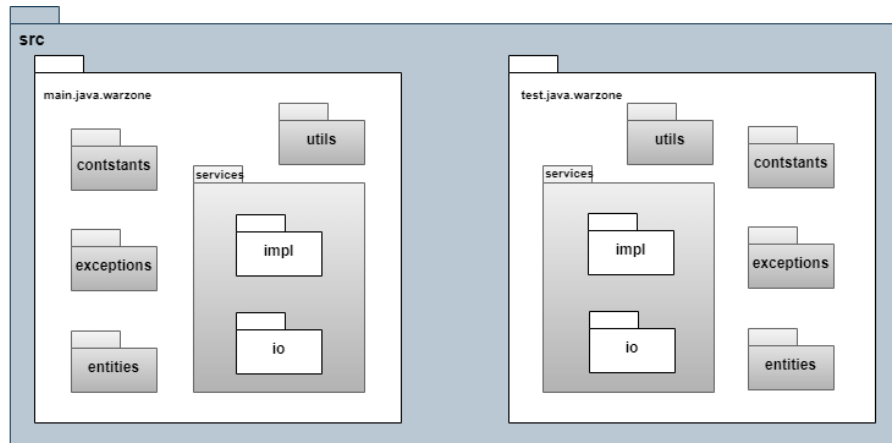 src
main.java.warzone
utils
contstants
services
impl
exceptions
io
entities
test.java.warzone
utils
contstants
services
impl
exceptions
io
entities